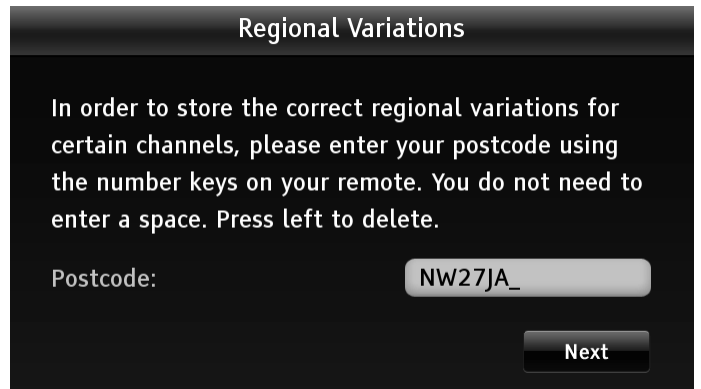 Regional Variations
In order to store the correct regional variations for
certain channels, please enter your postcode using
the number keys on your remote. You do not need to
enter a space. Press left to delete.
Postcode: NW27JA_
Next